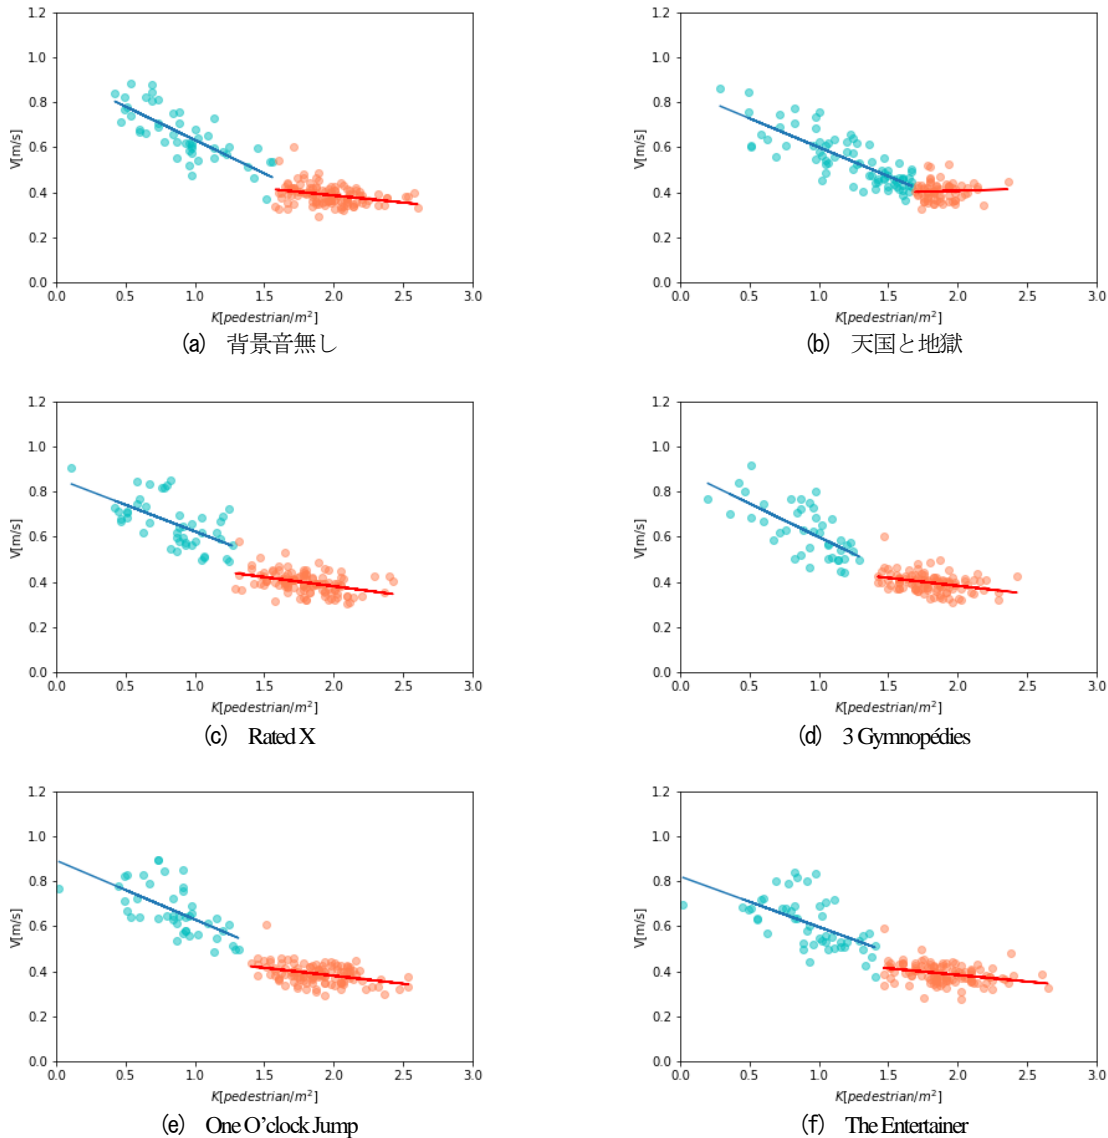 1.2
1.0
0.8
0.6
0.4
0.2
0.0
V[m/s]
0.0 0.5 1.0 1.5 2.0 2.5 3.0
K[pedestrian/m²]
(a) 背景音無し
1.2
1.0
0.8
0.6
0.4
0.2
0.0
V[m/s]
0.0 0.5 1.0 1.5 2.0 2.5 3.0
K[pedestrian/m²]
(b) 天国と地獄
1.2
1.0
0.8
0.6
0.4
0.2
0.0
V[m/s]
0.0 0.5 1.0 1.5 2.0 2.5 3.0
K[pedestrian/m²]
(c) Rated X
1.2
1.0
0.8
0.6
0.4
0.2
0.0
V[m/s]
0.0 0.5 1.0 1.5 2.0 2.5 3.0
K[pedestrian/m²]
(d) 3 Gymnopédies
1.2
1.0
0.8
0.6
0.4
0.2
0.0
V[m/s]
0.0 0.5 1.0 1.5 2.0 2.5 3.0
K[pedestrian/m²]
(e) One O’clock Jump
1.2
1.0
0.8
0.6
0.4
0.2
0.0
V[m/s]
0.0 0.5 1.0 1.5 2.0 2.5 3.0
K[pedestrian/m²]
(f) The Entertainer